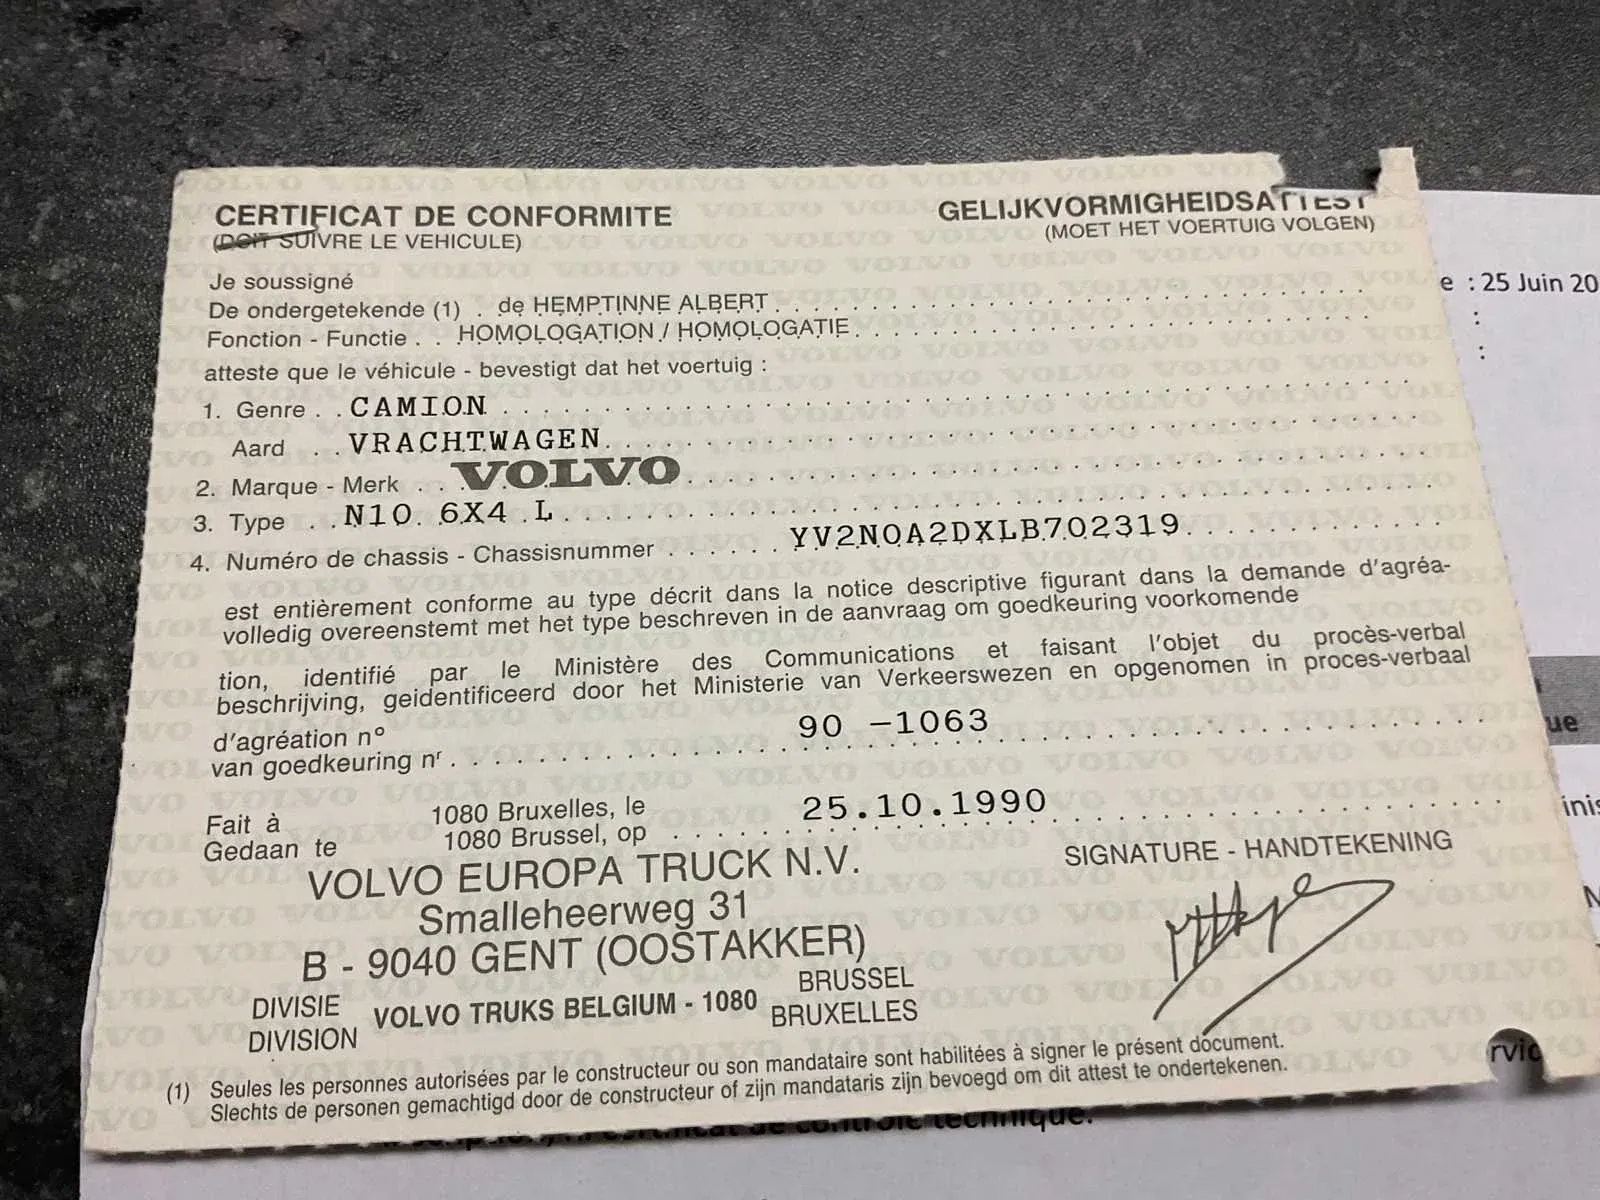 CERTIFICAT DE CONFORMITE
(DOIT SUIVRE LE VEHICULE)
GELIJKVORMIGHEIDSATTEST
(MOET HET VOERTUIG VOLGEN)
Je soussigné
De ondergetekende (1) . de HEMPTINNE ALBERT
Fonction - Functie . . HOMOLOGATION / HOMOLOGATIE
atteste que le véhicule - bevestigt dat het voertuig :
1. Genre . . CAMION
Aard . . VRACHTWAGEN
2. Marque - Merk . . VOLVO
3. Type . . N10 6X4 L
4. Numéro de chassis - Chassisnummer . . . . . . YV2N0A2DXLB702319
est entièrement conforme au type décrit dans la notice descriptive figurant dans la demande d'agréa-
volledig overeenstemt met het type beschreven in de aanvraag om goedkeuring voorkomende
tion, identifié par le Ministère des Communications et faisant l'objet du procès-verbal
beschrijving, geidentificeerd door het Ministerie van Verkeerswezen en opgenomen in proces-verbaal
d'agréation n°
van goedkeuring nr . 90 -1063
Fait à 1080 Bruxelles, le
Gedaan te 1080 Brussel, op 25.10.1990
VOLVO EUROPA TRUCK N.V.
Smalleheerweg 31
B - 9040 GENT (OOSTAKKER)
DIVISIE
DIVISION
VOLVO TRUKS BELGIUM - 1080
BRUSSEL
BRUXELLES
SIGNATURE - HANDTEKENING
(1) Seules les personnes autorisées par le constructeur ou son mandataire sont habilitées à signer le présent document.
Slechts de personen gemachtigd door de constructeur of zijn mandataris zijn bevoegd om dit attest te ondertekenen.
e : 25 Juin 20
:
:
ue
inis
rvic
certificat de contrôle technique.